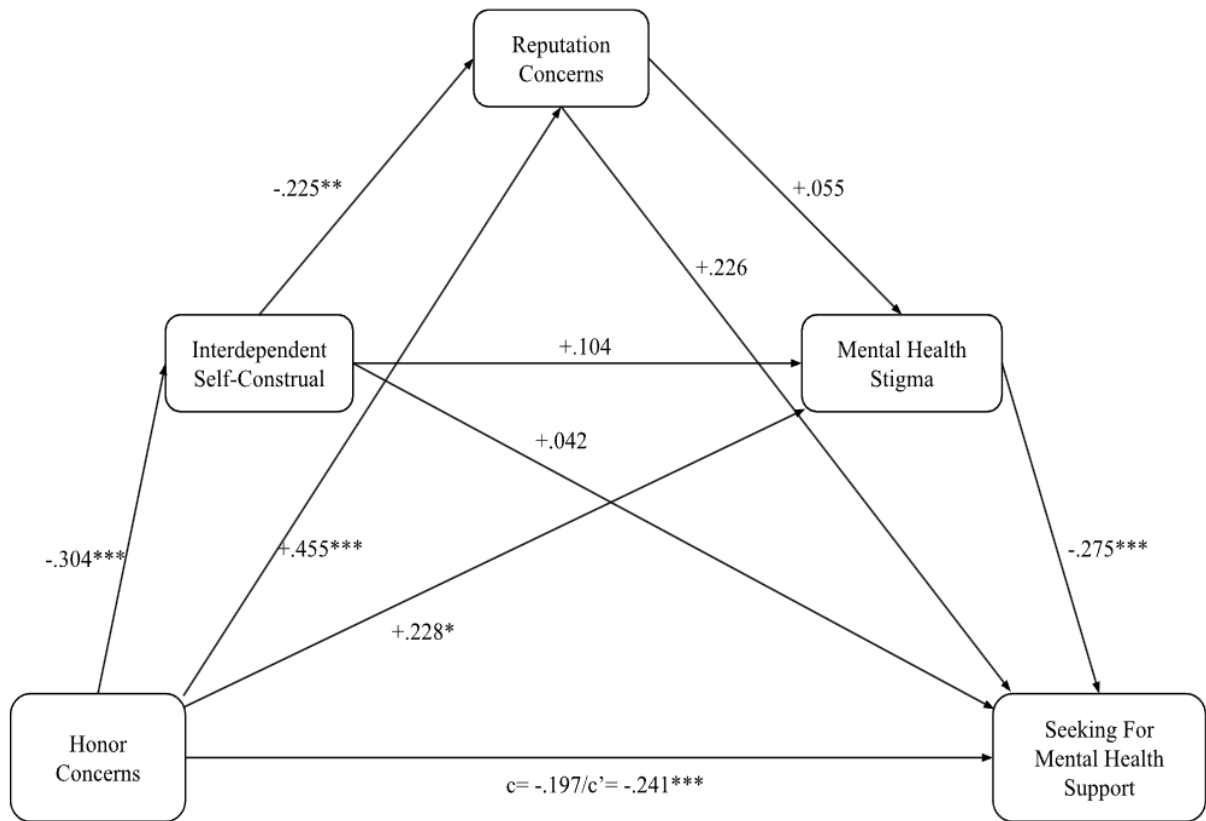 Reputation
Concerns
-.225**
+.055
+.226
Interdependent
Self-Construal
+.104
Mental Health
Stigma
+.042
-.304***
+.455***
-.275***
+.228*
Honor
Concerns
Seeking For
Mental Health
Support
c= -.197/c’= -.241***